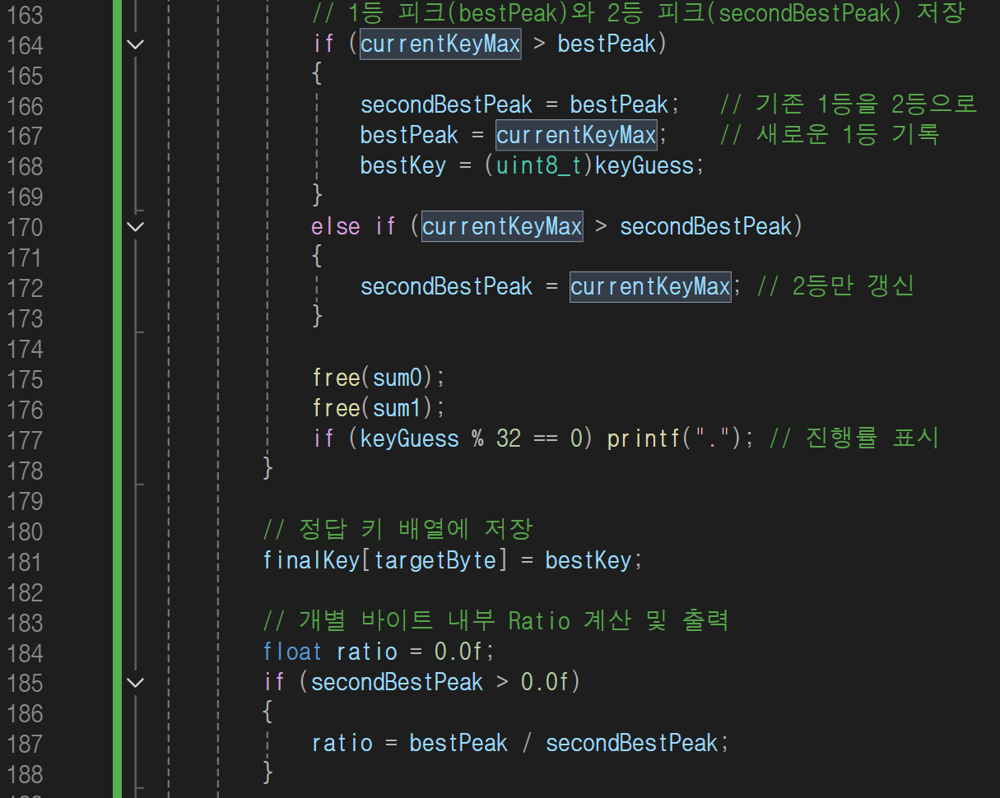 163 // 1등 피크(bestPeak)와 2등 피크(secondBestPeak) 저장
164 if (currentKeyMax > bestPeak)
165 {
166 secondBestPeak = bestPeak; // 기존 1등을 2등으로
167 bestPeak = currentKeyMax; // 새로운 1등 기록
168 bestKey = (uint8_t)keyGuess;
169 }
170 else if (currentKeyMax > secondBestPeak)
171 {
172 secondBestPeak = currentKeyMax; // 2등만 갱신
173 }
174
175 free(sum0);
176 free(sum1);
177 if (keyGuess % 32 == 0) printf("."); // 진행률 표시
178 }
179
180 // 정답 키 배열에 저장
181 finalKey[targetByte] = bestKey;
182
183 // 개별 바이트 내부 Ratio 계산 및 출력
184 float ratio = 0.0f;
185 if (secondBestPeak > 0.0f)
186 {
187 ratio = bestPeak / secondBestPeak;
188 }